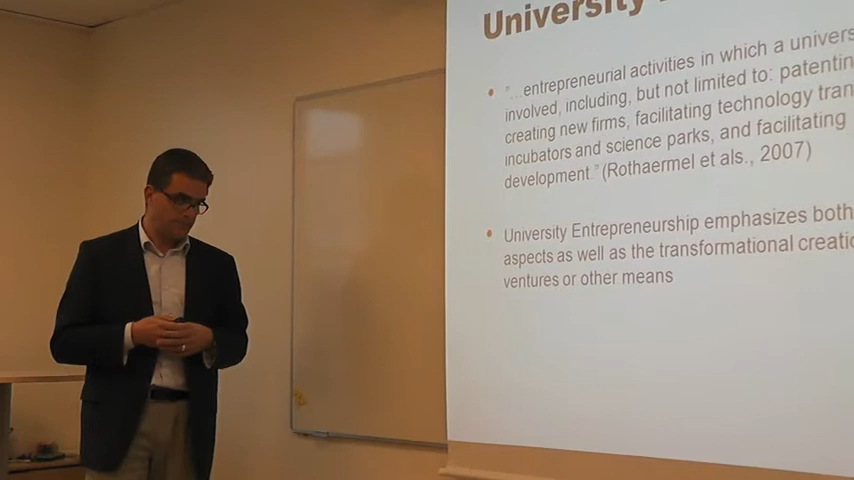 University
"...entrepreneurial activities in which a univers
involved, including, but not limited to: patentin
creating new firms, facilitating technology tran
incubators and science parks, and facilitating
development." (Rothaermel et als., 2007)
University Entrepreneurship emphasizes both
aspects as well as the transformational creatio
ventures or other means